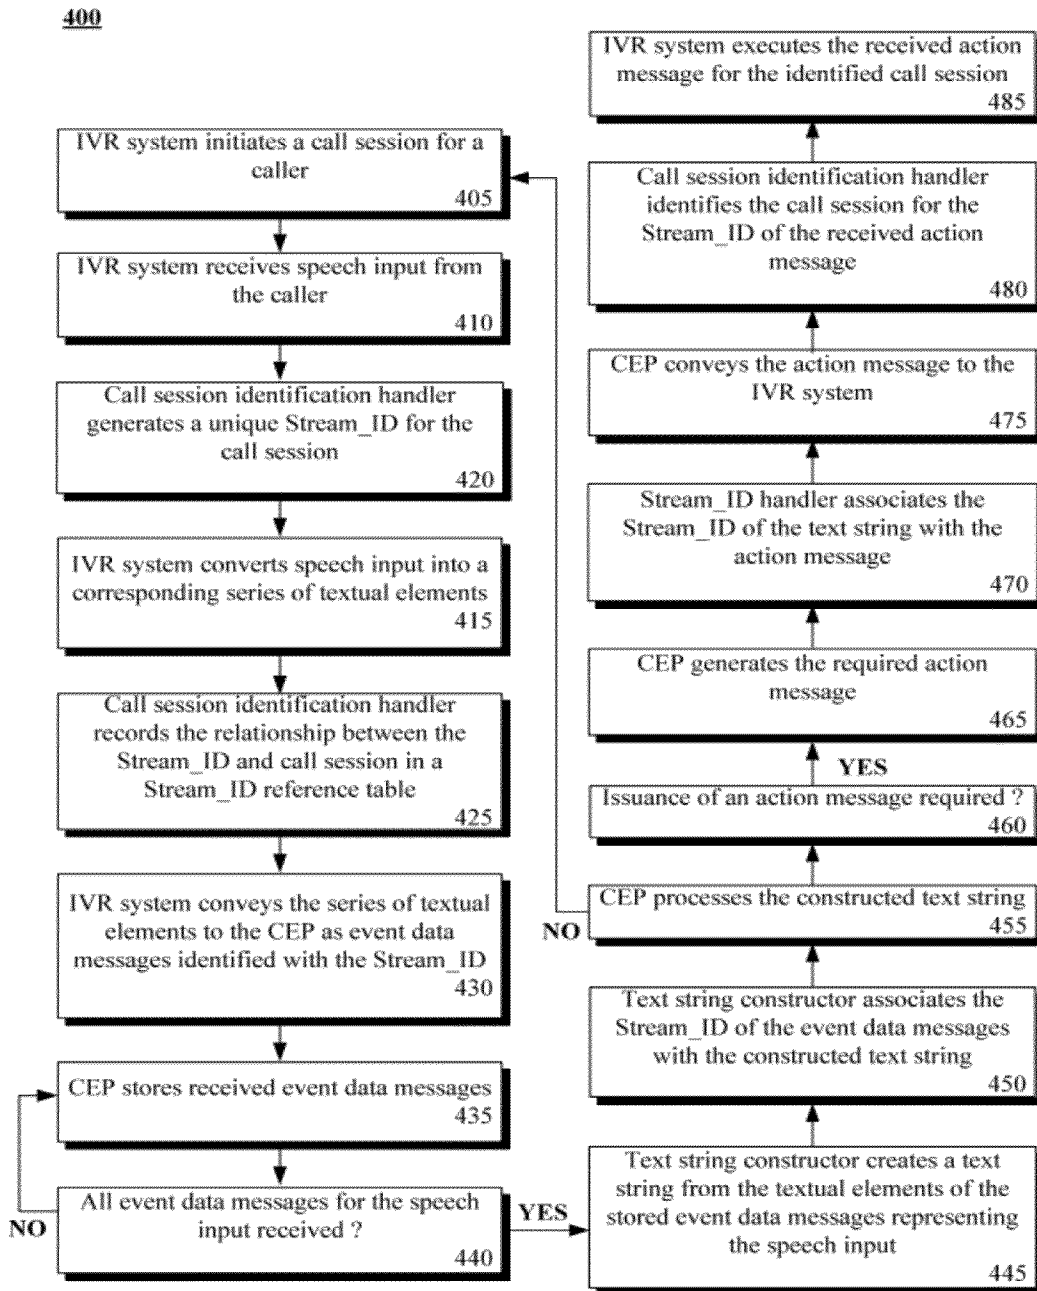 400
IVR system initiates a call session for a
caller
405
IVR system receives speech input from
the caller
410
Call session identification handler
generates a unique Stream_ID for the
call session
420
IVR system converts speech input into a
corresponding series of textual elements
415
Call session identification handler
records the relationship between the
Stream_ID and call session in a
Stream_ID reference table
425
IVR system conveys the series of textual
elements to the CEP as event data
messages identified with the Stream_ID
430
CEP stores received event data messages
435
All event data messages for the speech
input received ?
440
NO
YES
Text string constructor creates a text
string from the textual elements of the
stored event data messages representing
the speech input
445
Text string constructor associates the
Stream_ID of the event data messages
with the constructed text string
450
CEP processes the constructed text string
455
NO
Issuance of an action message required ?
460
YES
CEP generates the required action
message
465
Stream_ID handler associates the
Stream_ID of the text string with the
action message
470
CEP conveys the action message to the
IVR system
475
Call session identification handler
identifies the call session for the
Stream_ID of the received action
message
480
IVR system executes the received action
message for the identified call session
485